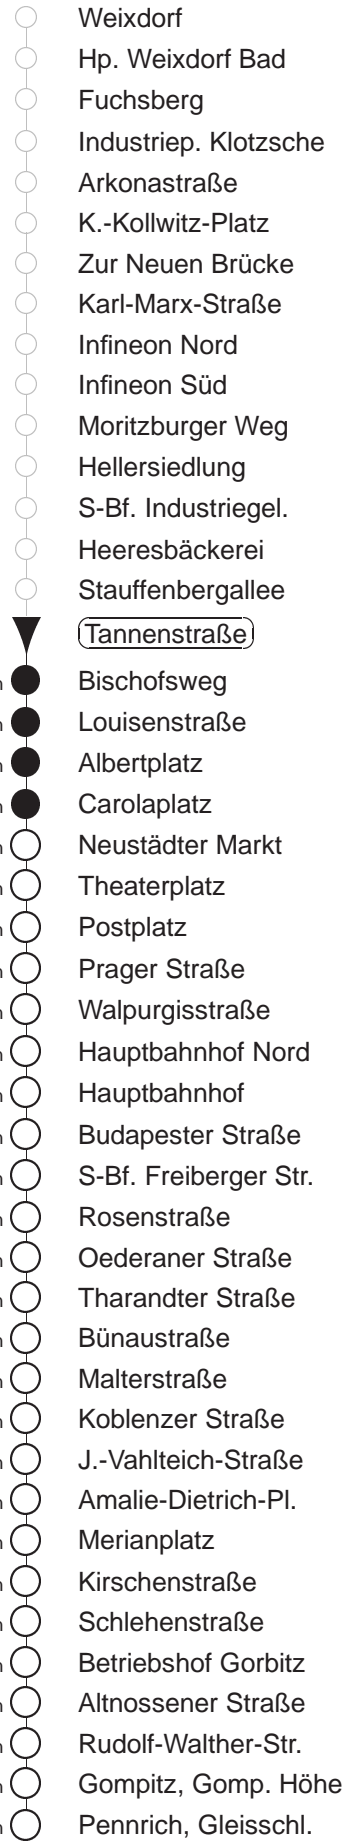 Weixdorf
Hp. Weixdorf Bad
Fuchsberg
Industriep. Klotzsche
Arkonastraße
K.-Kollwitz-Platz
Zur Neuen Brücke
Karl-Marx-Straße
Infineon Nord
Infineon Süd
Moritzburger Weg
Hellersiedlung
S-Bf. Industriegel.
Heeresbäckerei
Stauffenbergallee
Tannenstraße
Bischofsweg
Louisenstraße
Albertplatz
Carolaplatz
Neustädter Markt
Theaterplatz
Postplatz
Prager Straße
Walpurgisstraße
Hauptbahnhof Nord
Hauptbahnhof
Budapester Straße
S-Bf. Freiberger Str.
Rosenstraße
Oederaner Straße
Tharandter Straße
Bünaustraße
Malterstraße
Koblenzer Straße
J.-Vahlteich-Straße
Amalie-Dietrich-Pl.
Merianplatz
Kirschenstraße
Schlehenstraße
Betriebshof Gorbitz
Altnossener Straße
Rudolf-Walther-Str.
Gompitz, Gomp. Höhe
Pennrich, Gleisschl.